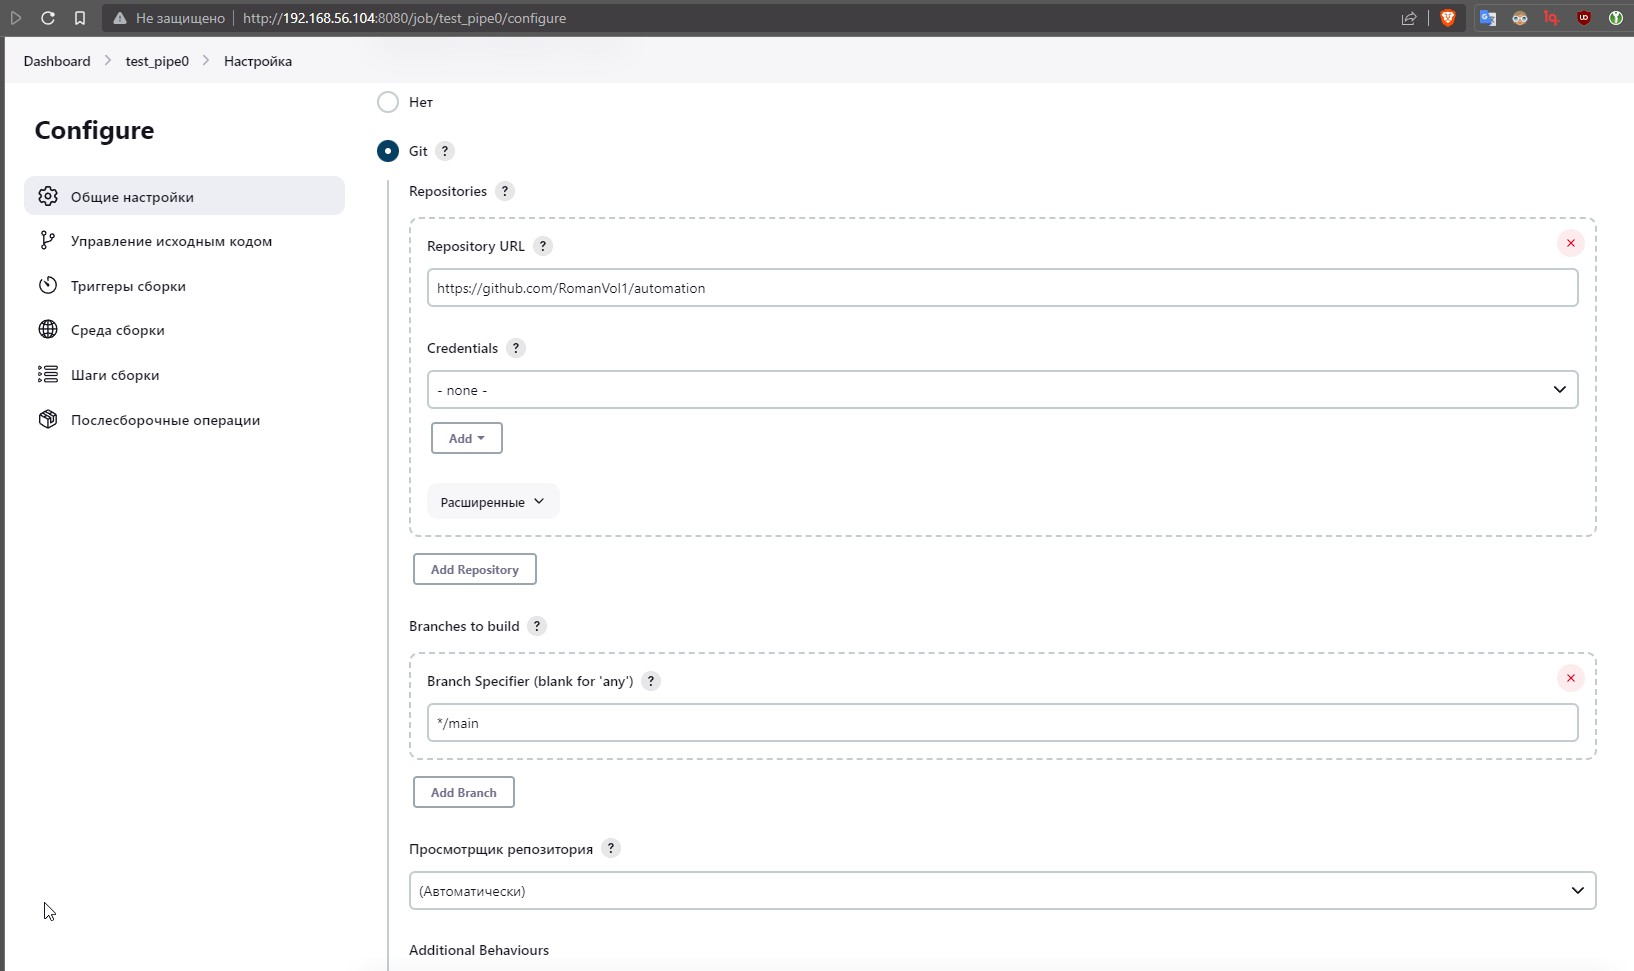 Не защищено
http://192.168.56.104:8080/job/test_pipe0/configure
Dashboard
test_pipe0
Настройка
Configure
Общие настройки
Управление исходным кодом
Триггеры сборки
Среда сборки
Шаги сборки
Послесборочные операции
Нет
Git ?
Repositories ?
Repository URL ?
https://github.com/RomanVol1/automation
Credentials ?
- none -
Add
Расширенные
Add Repository
Branches to build ?
Branch Specifier (blank for 'any') ?
*/main
Add Branch
Просмотрщик репозитория ?
(Автоматически)
Additional Behaviours